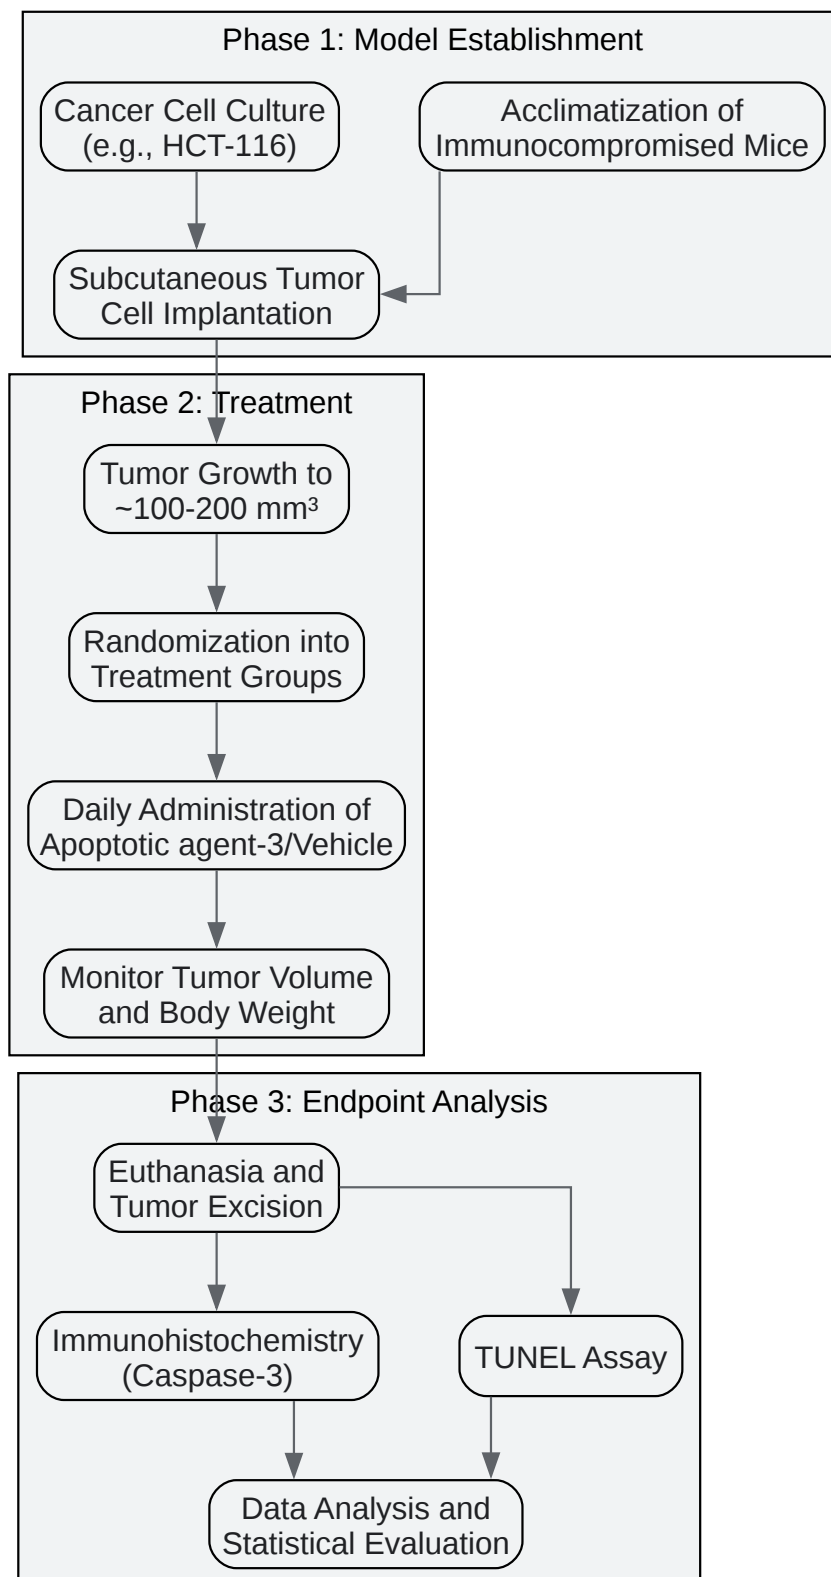 Phase 1: Model Establishment
Cancer Cell Culture
(e.g., HCT-116)
Acclimatization of
Immunocompromised Mice
Subcutaneous Tumor
Cell Implantation
Phase 2: Treatment
Tumor Growth to
~100-200 mm³
Randomization into
Treatment Groups
Daily Administration of
Apoptotic agent-3/Vehicle
Monitor Tumor Volume
and Body Weight
Phase 3: Endpoint Analysis
Euthanasia and
Tumor Excision
Immunohistochemistry
(Caspase-3)
TUNEL Assay
Data Analysis and
Statistical Evaluation